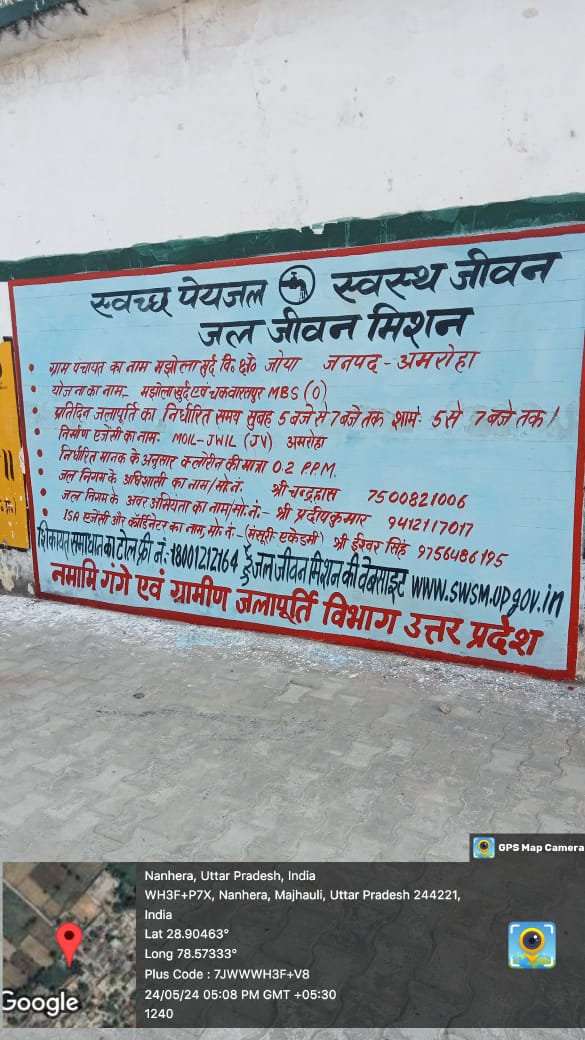 स्वच्छ पेयजल स्वस्थ जीवन
जल जीवन मिशन
• ग्राम पंचायत का नाम मझोला खुर्द वि० क्षे० जोया जनपद - अमरोहा
• योजना का नाम - मझोला खुर्द एवं चकवारसपुर MBS (O)
• प्रतिदिन जलापूर्ति का निर्धारित समय सुबह 5 बजे से 7 बजे तक शाम: 5 से 7 बजे तक।
• निर्माण एजेंसी का नाम: MOIL-JWIL (JV) अमरोहा
• निर्धारित मानक के अनुसार क्लोरीन की मात्रा 0.2 P.P.M.
• जल निगम के अधिशासी का नाम/मो.नं. श्री चन्द्रहास 7500821006
• जल निगम के अवर अभियंता का नाम/मो.नं.- श्री प्रदीप कुमार 9412117017
• ISA एजेंसी और कॉर्डिनेटर का नाम, मो.नं.- (मंसूरी एकेडमी) श्री ईश्वर सिंह 9756486195
शिकायत समाधान का टोल फ्री नं. 18001212164 जल जीवन मिशन की वेबसाइट www.swsm.up.gov.in
नमामि गंगे एवं ग्रामीण जलापूर्ति विभाग उत्तर प्रदेश
GPS Map Camera
Nanhera, Uttar Pradesh, India
WH3F+P7X, Nanhera, Majhauli, Uttar Pradesh 244221,
India
Lat 28.90463°
Long 78.57333°
Plus Code : 7JWWWH3F+V8
24/05/24 05:08 PM GMT +05:30
1240
Google